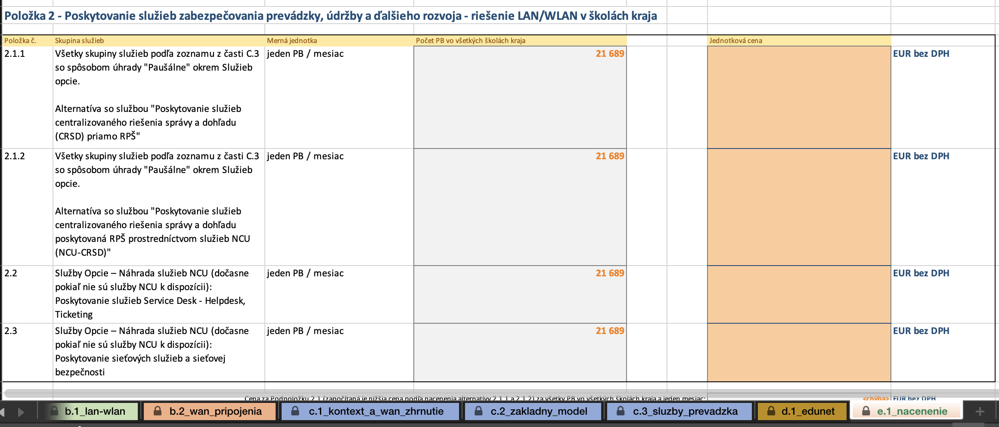 Položka 2 - Poskytovanie služieb zabezpečovania prevádzky, údržby a ďalšieho rozvoja - riešenie LAN/WLAN v školách kraja
Položka č. Skupina služieb Merná jednotka Počet PB vo všetkých školách kraja Jednotková cena
2.1.1 Všetky skupiny služieb podľa zoznamu z časti C.3 jeden PB / mesiac 21 689 EUR bez DPH
so spôsobom úhrady "Paušálne" okrem Služieb
opcie.
Alternatíva so službou "Poskytovanie služieb
centralizovaného riešenia správy a dohľadu
(CRSD) priamo RPŠ"
2.1.2 Všetky skupiny služieb podľa zoznamu z časti C.3 jeden PB / mesiac 21 689 EUR bez DPH
so spôsobom úhrady "Paušálne" okrem Služieb
opcie.
Alternatíva so službou "Poskytovanie služieb
centralizovaného riešenia správy a dohľadu
poskytovaná RPŠ prostredníctvom služieb NCU
(NCU-CRSD)"
2.2 Služby Opcie – Náhrada služieb NCU (dočasne jeden PB / mesiac 21 689 EUR bez DPH
pokiaľ nie sú služby NCU k dispozícii):
Poskytovanie služieb Service Desk - Helpdesk,
Ticketing
2.3 Služby Opcie – Náhrada služieb NCU (dočasne jeden PB / mesiac 21 689 EUR bez DPH
pokiaľ nie sú služby NCU k dispozícii):
Poskytovanie sieťových služieb a sieťovej
bezpečnosti
Cena za Podpoložku 2.1 (započítaná je nižšia cena podľa nacenenia alternatívy 2.1.1 a 2.1.2) za všetky PB vo všetkých školách kraja a jeden mesiac: <chýba> EUR bez DPH
b.1_lan-wlan b.2_wan_pripojenia c.1_kontext_a_wan_zhrnutie c.2_zakladny_model c.3_sluzby_prevadzka d.1_edunet e.1_nacenenie